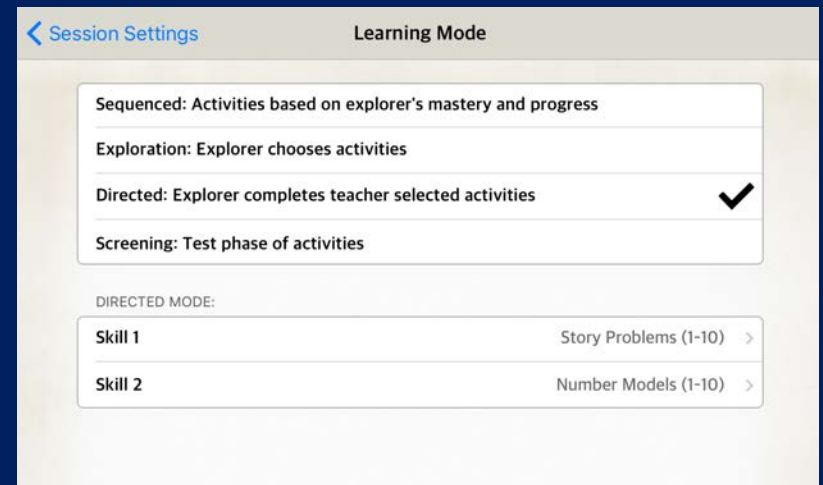 Session Settings
Learning Mode
Sequenced: Activities based on explorer's mastery and progress
Exploration: Explorer chooses activities
Directed: Explorer completes teacher selected activities
Screening: Test phase of activities
DIRECTED MODE:
Skill 1 Story Problems (1-10)
Skill 2 Number Models (1-10)